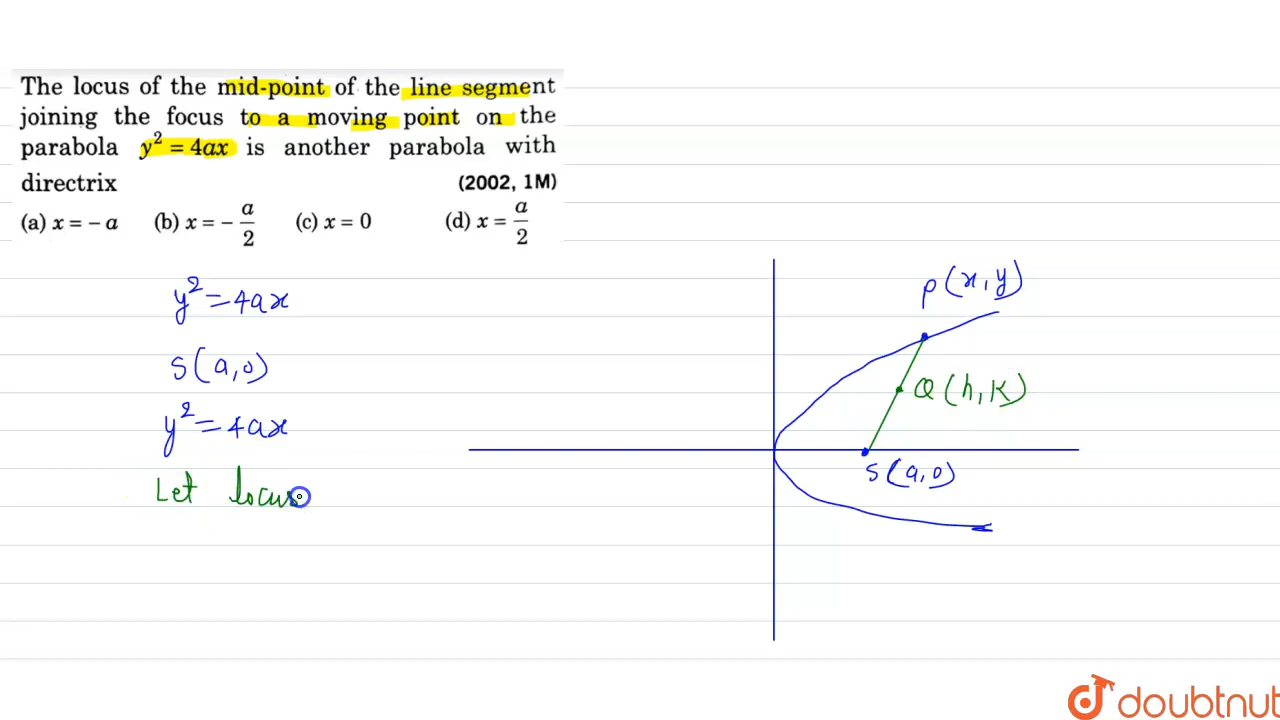 The locus of the mid-point of the line segment
joining the focus to a moving point on the
parabola y² = 4ax is another parabola with
directrix (2002, 1M)
(a) x = – a (b) x = – a/2 (c) x = 0 (d) x = a/2
y² = 4ax
S(a,0)
y² = 4ax
Let locus
P(x,y)
Q(h,K)
S(a,0)
doubtnut